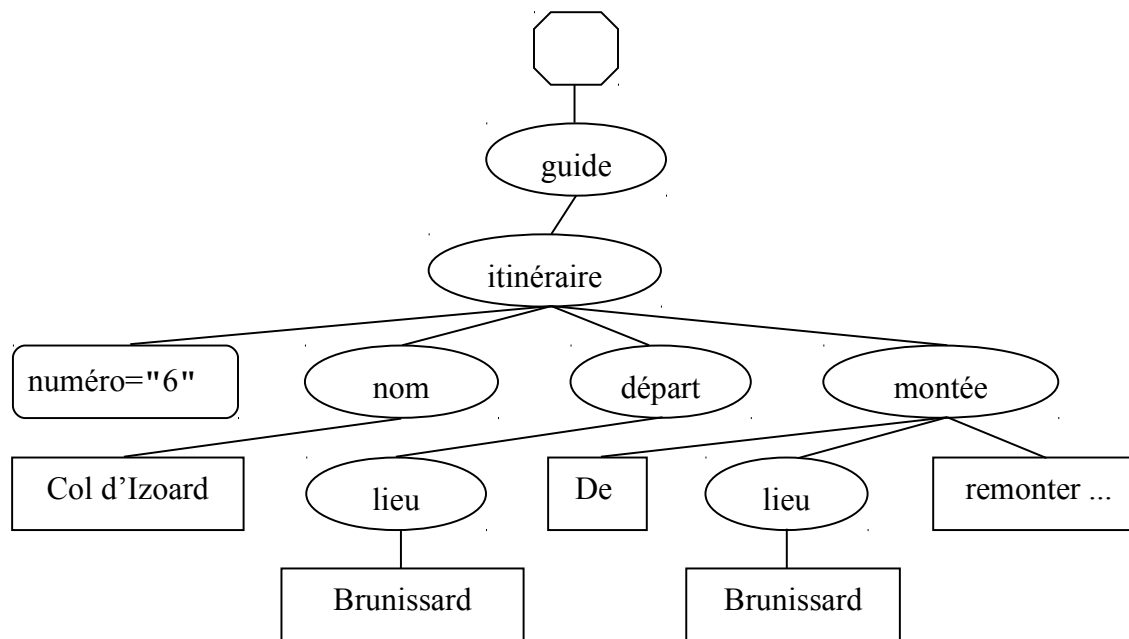 guide
itinéraire
numéro="6"
nom
départ
montée
Col d’Izoard
lieu
De
lieu
remonter ...
Brunissard
Brunissard